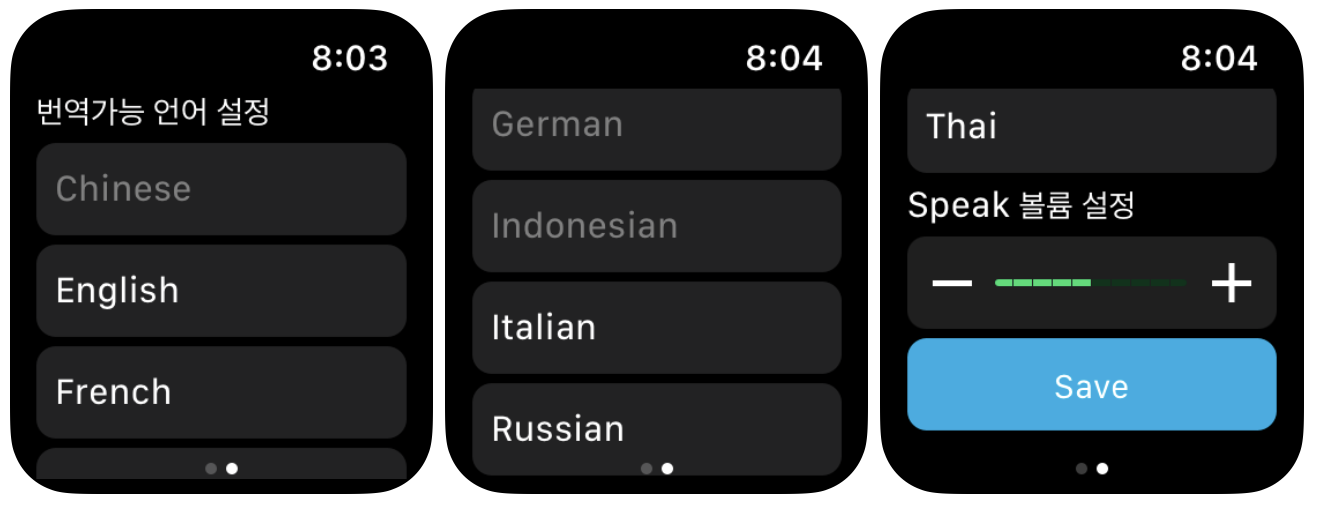 8:03
번역가능 언어 설정
Chinese
English
French
8:04
German
Indonesian
Italian
Russian
8:04
Thai
Speak 볼륨 설정
Save